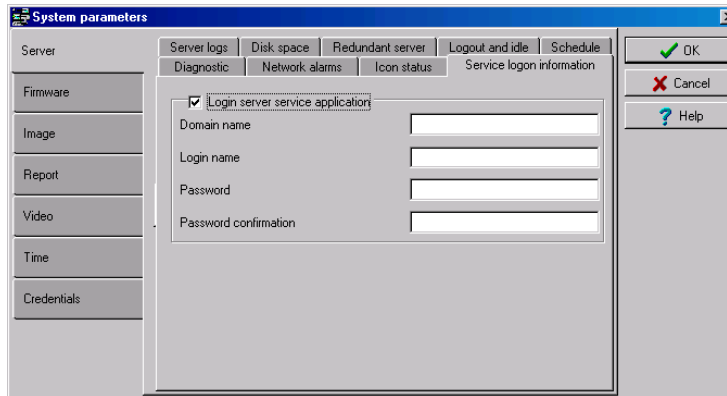 System parameters
Server
Firmware
Image
Report
Video
Time
Credentials
Server logs Disk space Redundant server Logout and idle Schedule
Diagnostic Network alarms Icon status Service logon information
Login server service application
Domain name
Login name
Password
Password confirmation
OK
Cancel
? Help